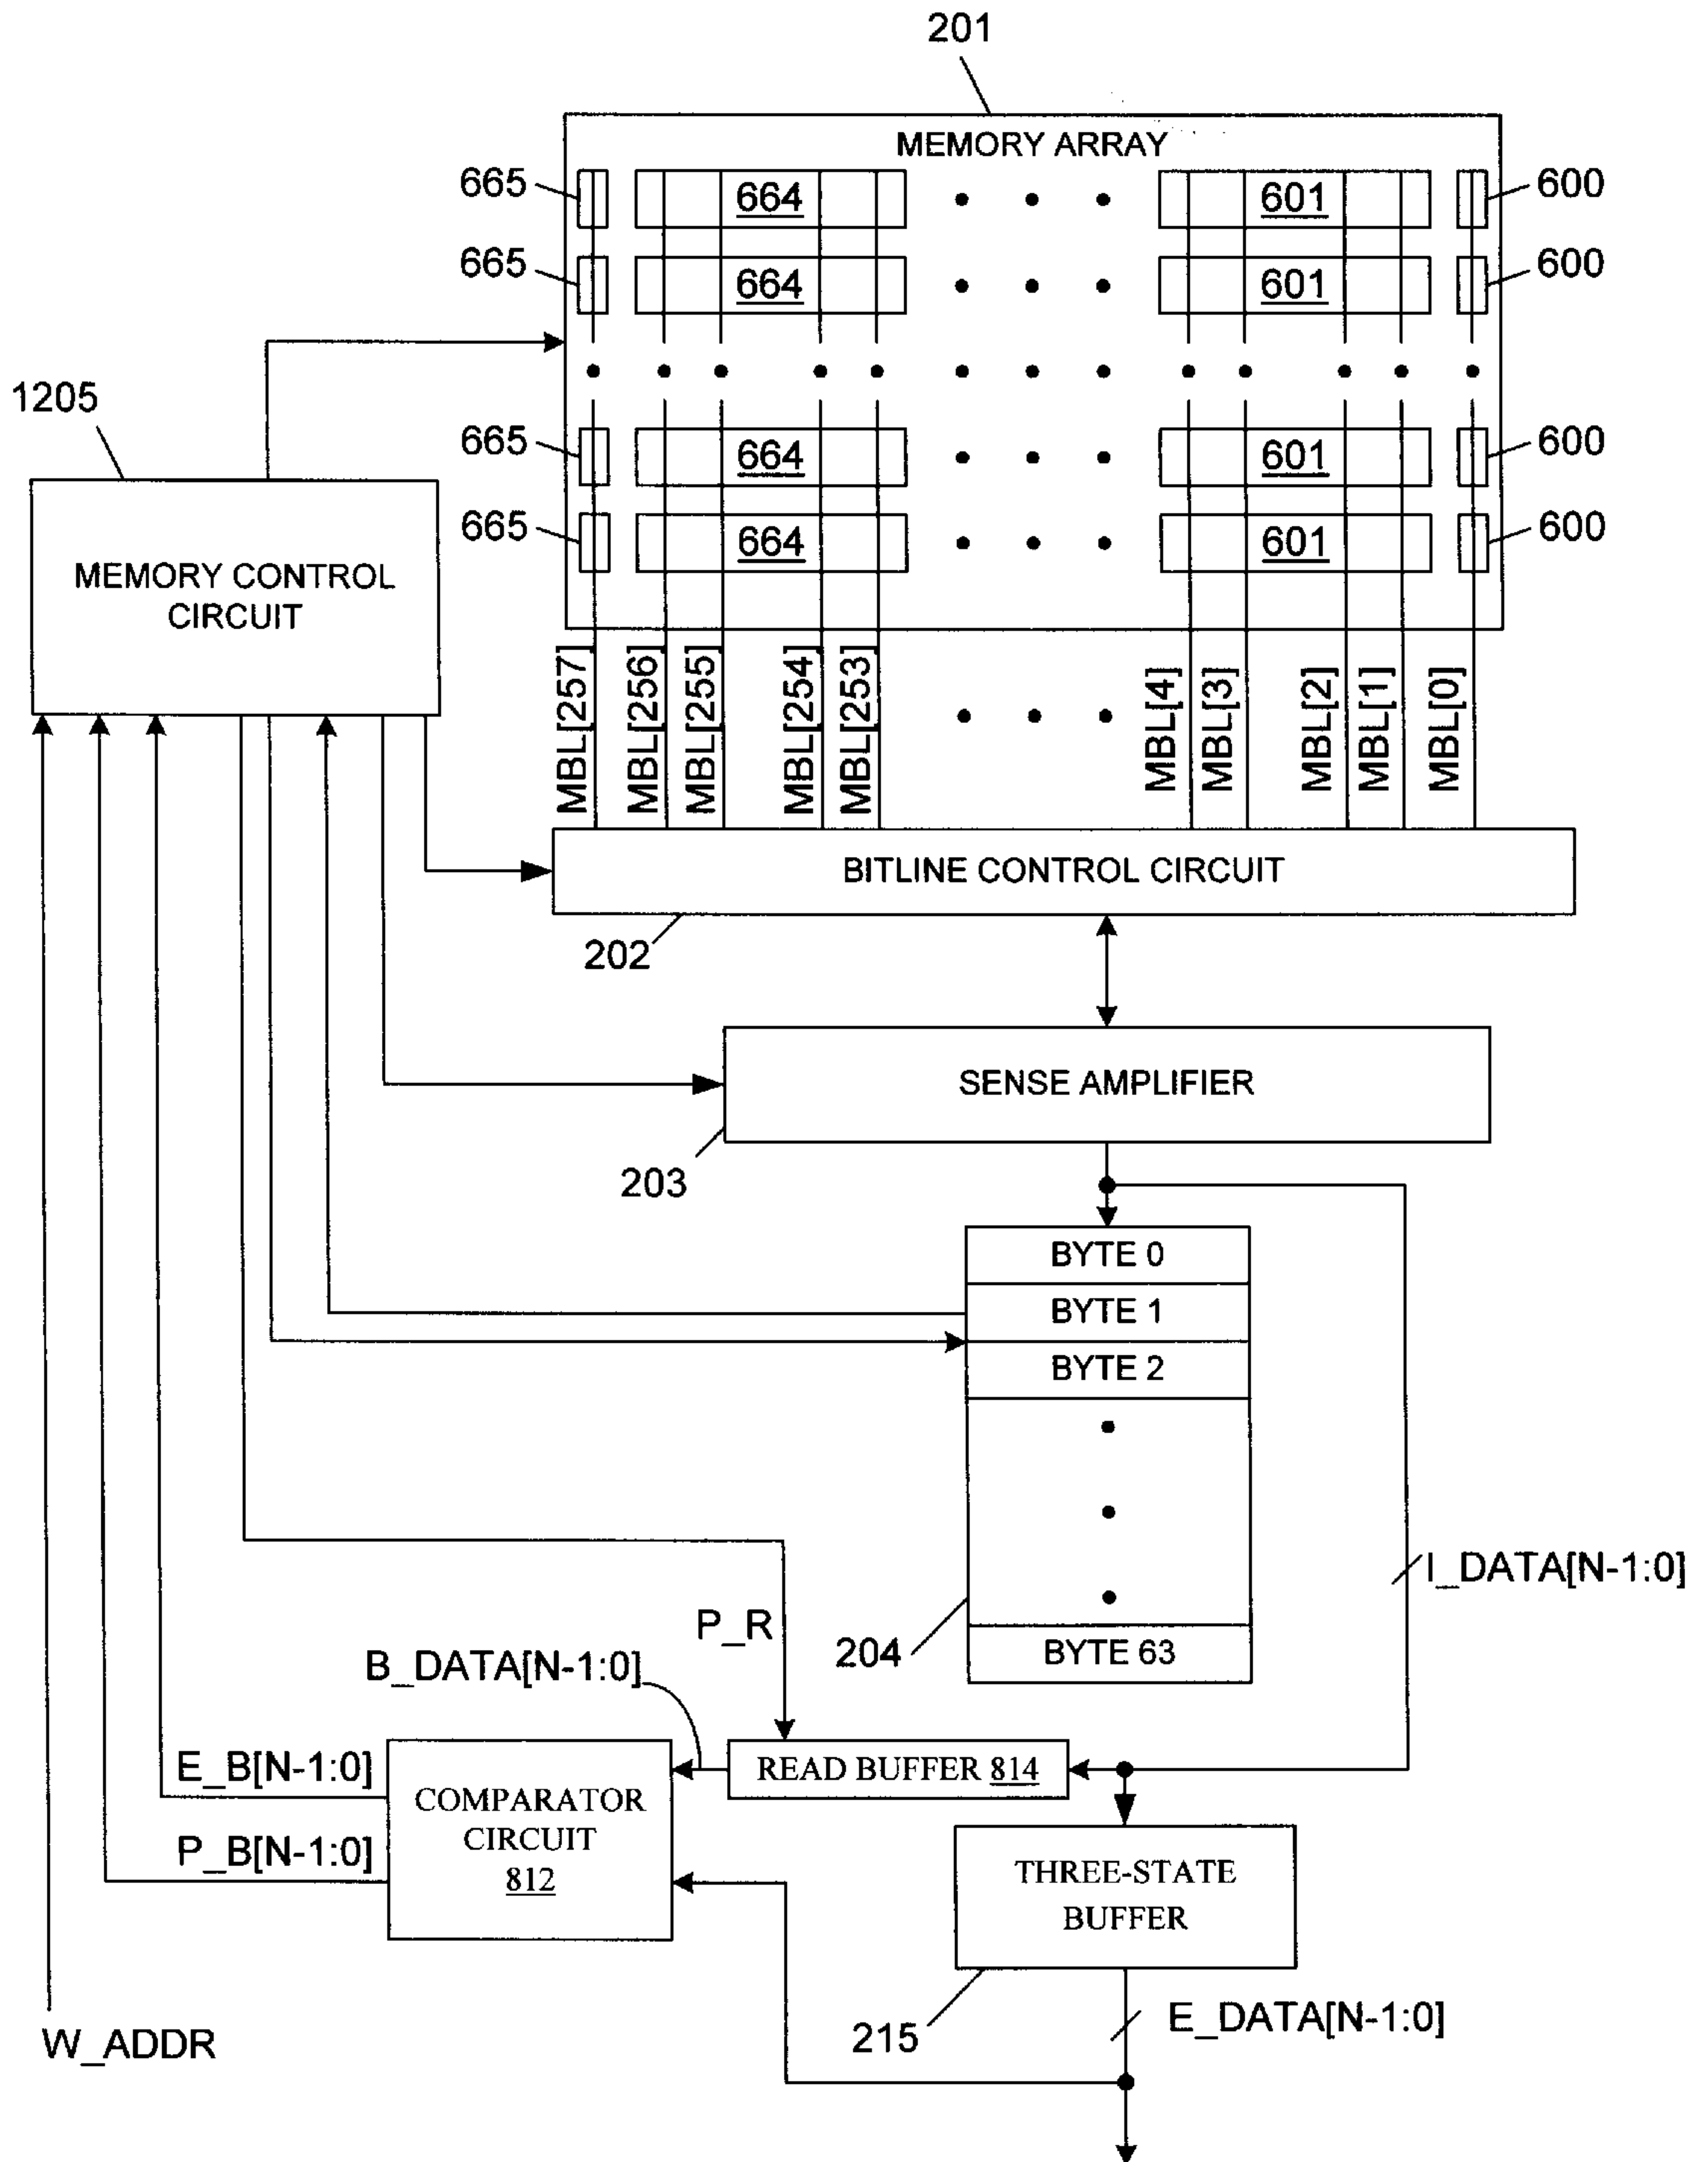 201
MEMORY ARRAY
665 664 601 600
665 664 601 600
1205
665 664 601 600
665 664 601 600
MEMORY CONTROL
CIRCUIT
MBL[257] MBL[256] MBL[255] MBL[254] MBL[253] MBL[4] MBL[3] MBL[2] MBL[1] MBL[0]
BITLINE CONTROL CIRCUIT
202
SENSE AMPLIFIER
203
BYTE 0
BYTE 1
BYTE 2
I_DATA[N-1:0]
P_R
204
BYTE 63
B_DATA[N-1:0]
E_B[N-1:0]
READ BUFFER 814
COMPARATOR
CIRCUIT
812
P_B[N-1:0]
THREE-STATE
BUFFER
W_ADDR
215
E_DATA[N-1:0]